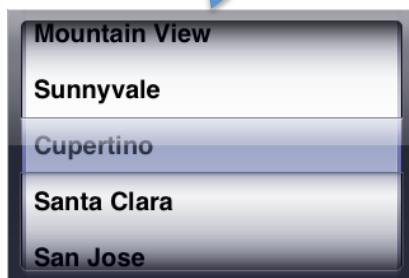 Mountain View
Sunnyvale
Cupertino
Santa Clara
San Jose